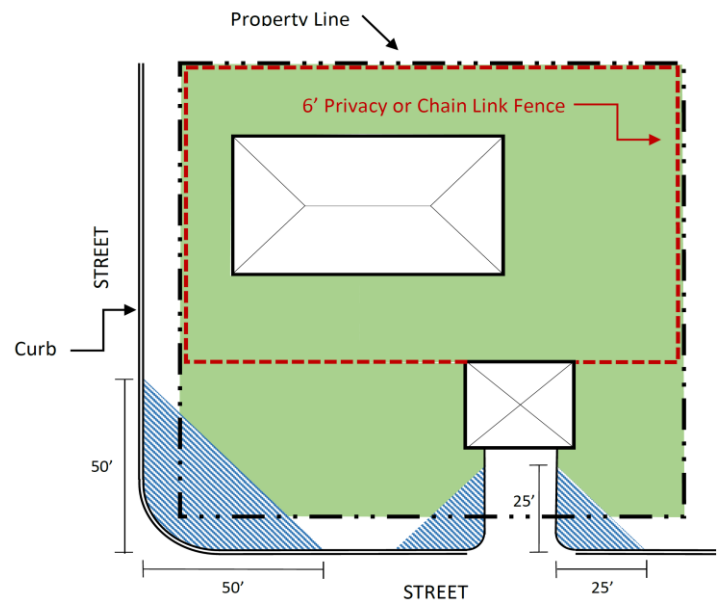 Property Line
6’ Privacy or Chain Link Fence
STREET
Curb
50’
25’
50’
STREET
25’